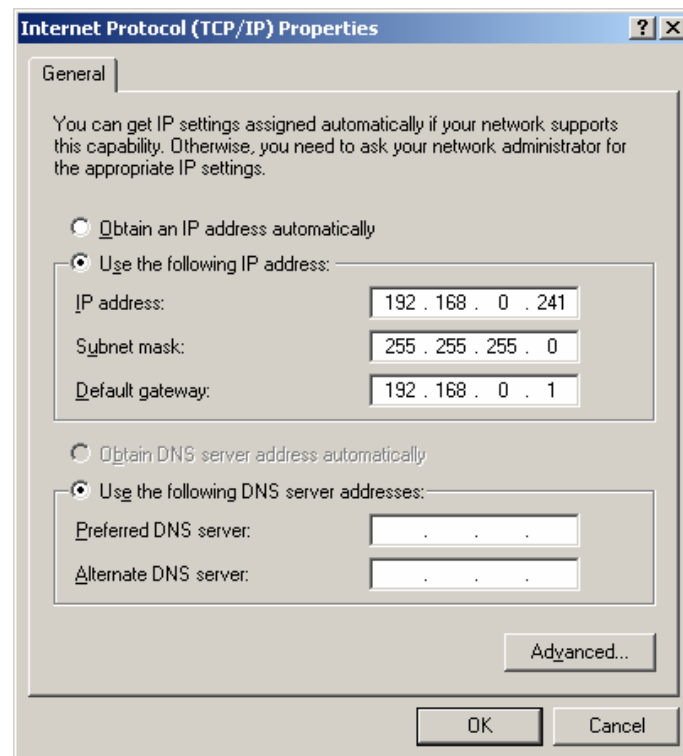 Internet Protocol (TCP/IP) Properties
General
You can get IP settings assigned automatically if your network supports
this capability. Otherwise, you need to ask your network administrator for
the appropriate IP settings.
Obtain an IP address automatically
Use the following IP address:
IP address: 192 . 168 . 0 . 241
Subnet mask: 255 . 255 . 255 . 0
Default gateway: 192 . 168 . 0 . 1
Obtain DNS server address automatically
Use the following DNS server addresses:
Preferred DNS server: . . .
Alternate DNS server: . . .
Advanced...
OK Cancel